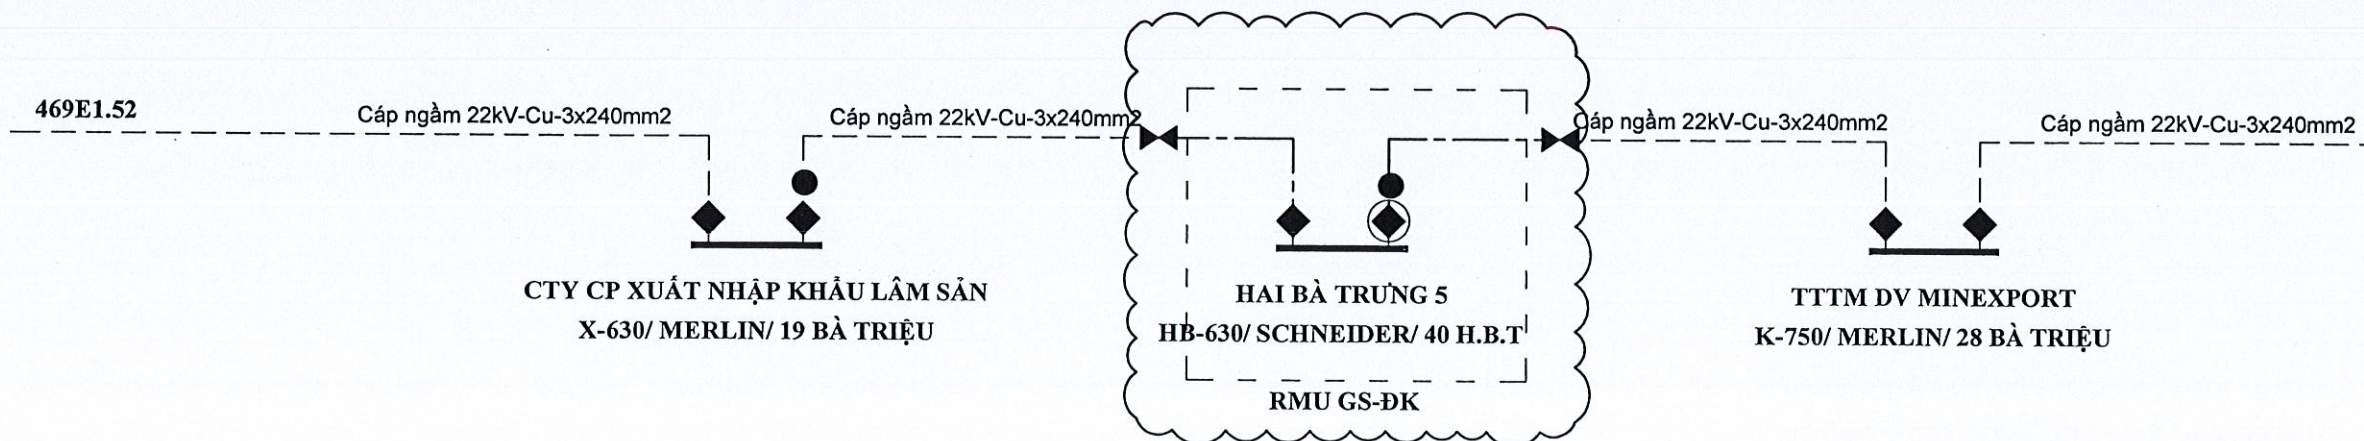 469E1.52
Cáp ngầm 22kV-Cu-3x240mm2
Cáp ngầm 22kV-Cu-3x240mm2
Cáp ngầm 22kV-Cu-3x240mm2
Cáp ngầm 22kV-Cu-3x240mm2
CTY CP XUẤT NHẬP KHẨU LÂM SẢN
X-630/ MERLIN/ 19 BÀ TRIỆU
HAI BÀ TRƯNG 5
HB-630/ SCHNEIDER/ 40 H.B.T
RMU GS-ĐK
TTTM DV MINEXPORT
K-750/ MERLIN/ 28 BÀ TRIỆU